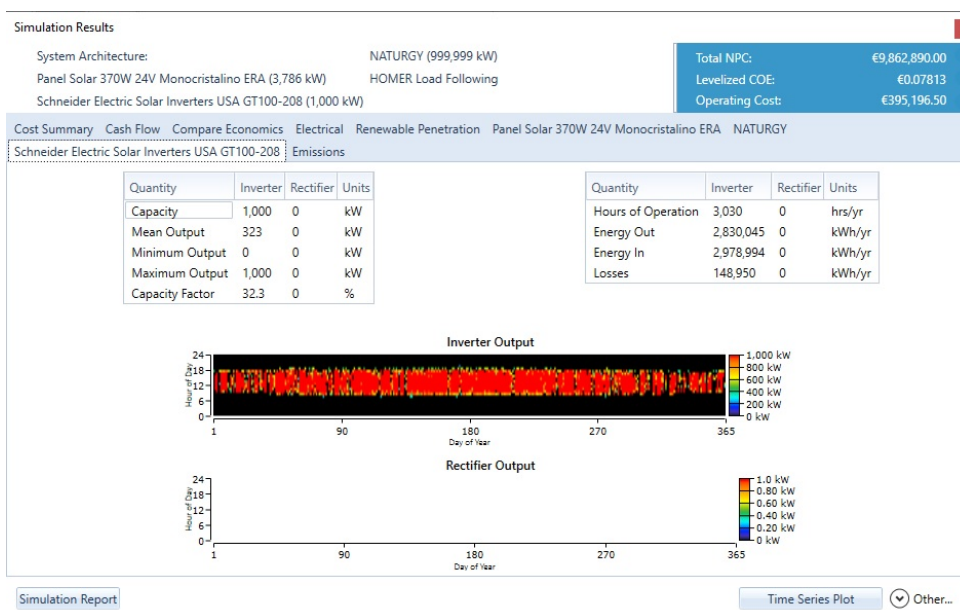 Simulation Results
System Architecture:
NATURGY (999,999 kW)
Panel Solar 370W 24V Monocristalino ERA (3,786 kW)
HOMER Load Following
Schneider Electric Solar Inverters USA GT100-208 (1,000 kW)
Total NPC: €9,862,890.00
Levelized COE: €0.07813
Operating Cost: €395,196.50
Cost Summary Cash Flow Compare Economics Electrical Renewable Penetration Panel Solar 370W 24V Monocristalino ERA NATURGY
Schneider Electric Solar Inverters USA GT100-208 Emissions
Quantity Inverter Rectifier Units
Capacity 1,000 0 kW
Mean Output 323 0 kW
Minimum Output 0 0 kW
Maximum Output 1,000 0 kW
Capacity Factor 32.3 0 %
Quantity Inverter Rectifier Units
Hours of Operation 3,030 0 hrs/yr
Energy Out 2,830,045 0 kWh/yr
Energy In 2,978,994 0 kWh/yr
Losses 148,950 0 kWh/yr
Inverter Output
Hour of Day
24
18
12
6
0
1 90 180 270 365
Day of Year
1,000 kW
800 kW
600 kW
400 kW
200 kW
0 kW
Rectifier Output
Hour of Day
24
18
12
6
0
1 90 180 270 365
Day of Year
1.0 kW
0.80 kW
0.60 kW
0.40 kW
0.20 kW
0 kW
Simulation Report
Time Series Plot
Other...